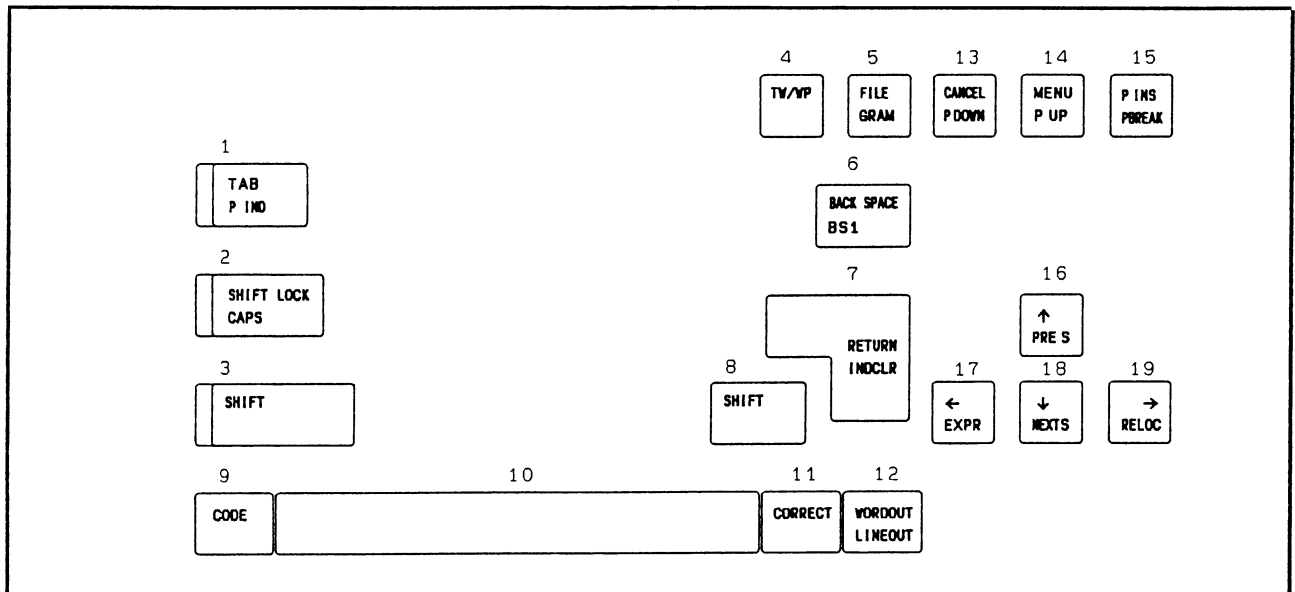 4 5 13 14 15
TW/WP FILE CANCEL MENU P INS
GRAM P DOWN P UP PBREAK
1
TAB
P IND
6
BACK SPACE
BS1
2
SHIFT LOCK
CAPS
7
RETURN
INDCLR
16
↑
PRE S
3
SHIFT
8
SHIFT
17 18 19
← ↓ →
EXPR NEXTS RELOC
9 10 11 12
CODE CORRECT WORDOUT
LINEOUT